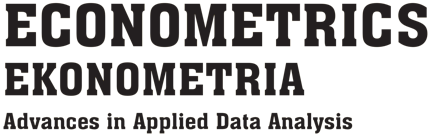 ECONOMETRICS
EKONOMETRIA
Advances in Applied Data Analysis